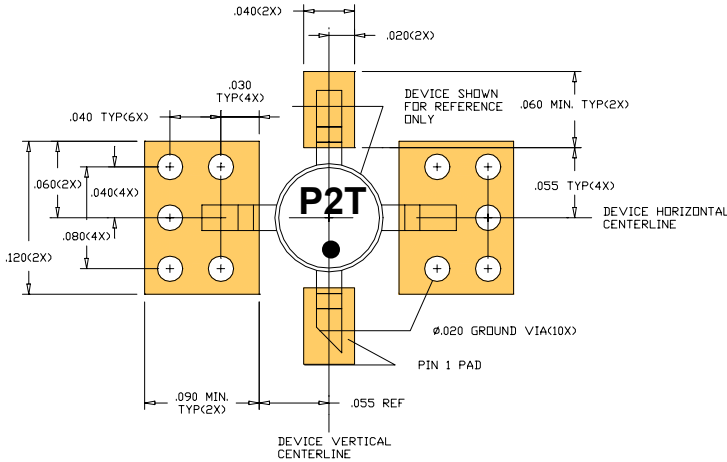 .040(2X)
.020(2X)
.030
TYP(4X)
DEVICE SHOWN
FOR REFERENCE
ONLY
.060 MIN. TYP(2X)
.040 TYP(6X)
.060(2X)
.040(4X)
.055 TYP(4X)
P2T
DEVICE HORIZONTAL
CENTERLINE
.080(4X)
.120(2X)
Ø.020 GROUND VIA(10X)
PIN 1 PAD
.090 MIN.
TYP(2X)
.055 REF
DEVICE VERTICAL
CENTERLINE